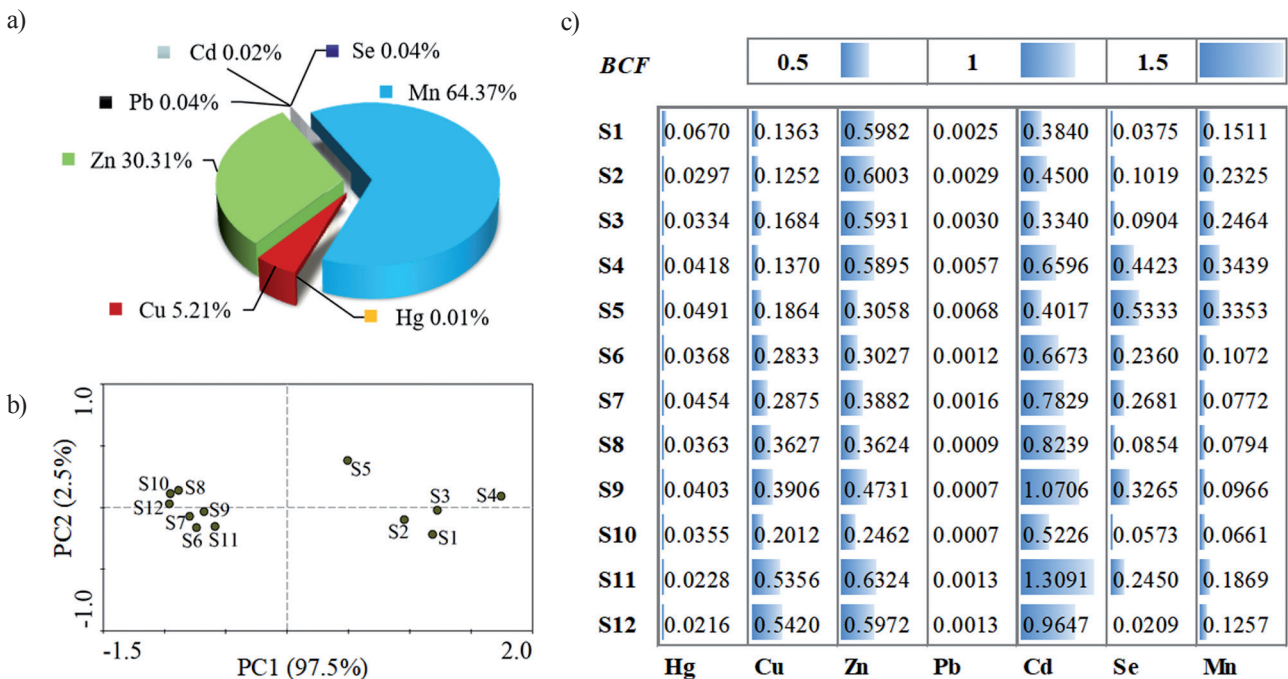 a)
Cd 0.02%
Se 0.04%
Pb 0.04%
Mn 64.37%
Zn 30.31%
Cu 5.21%
Hg 0.01%
b)
1.0
PC2 (2.5%)
-1.0
S5
S10
S8
S12
S9
S7
S6
S11
S3
S4
S2
S1
-1.5
PC1 (97.5%)
2.0
c)
BCF 0.5 1 1.5
S1 0.0670 0.1363 0.5982 0.0025 0.3840 0.0375 0.1511
S2 0.0297 0.1252 0.6003 0.0029 0.4500 0.1019 0.2325
S3 0.0334 0.1684 0.5931 0.0030 0.3340 0.0904 0.2464
S4 0.0418 0.1370 0.5895 0.0057 0.6596 0.4423 0.3439
S5 0.0491 0.1864 0.3058 0.0068 0.4017 0.5333 0.3353
S6 0.0368 0.2833 0.3027 0.0012 0.6673 0.2360 0.1072
S7 0.0454 0.2875 0.3882 0.0016 0.7829 0.2681 0.0772
S8 0.0363 0.3627 0.3624 0.0009 0.8239 0.0854 0.0794
S9 0.0403 0.3906 0.4731 0.0007 1.0706 0.3265 0.0966
S10 0.0355 0.2012 0.2462 0.0007 0.5226 0.0573 0.0661
S11 0.0228 0.5356 0.6324 0.0013 1.3091 0.2450 0.1869
S12 0.0216 0.5420 0.5972 0.0013 0.9647 0.0209 0.1257
Hg Cu Zn Pb Cd Se Mn